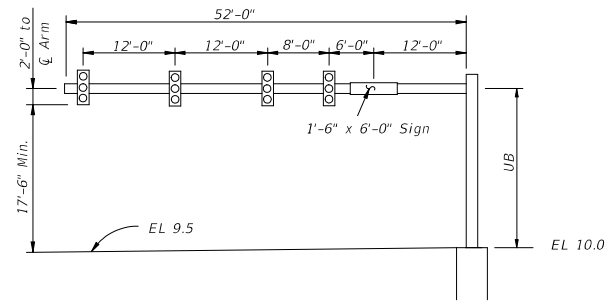 52'-0"
12'-0" 12'-0" 8'-0" 6'-0" 12'-0"
2'-0" to
℄ Arm
1'-6" x 6'-0" Sign
17'-6" Min.
UB
EL 9.5
EL 10.0